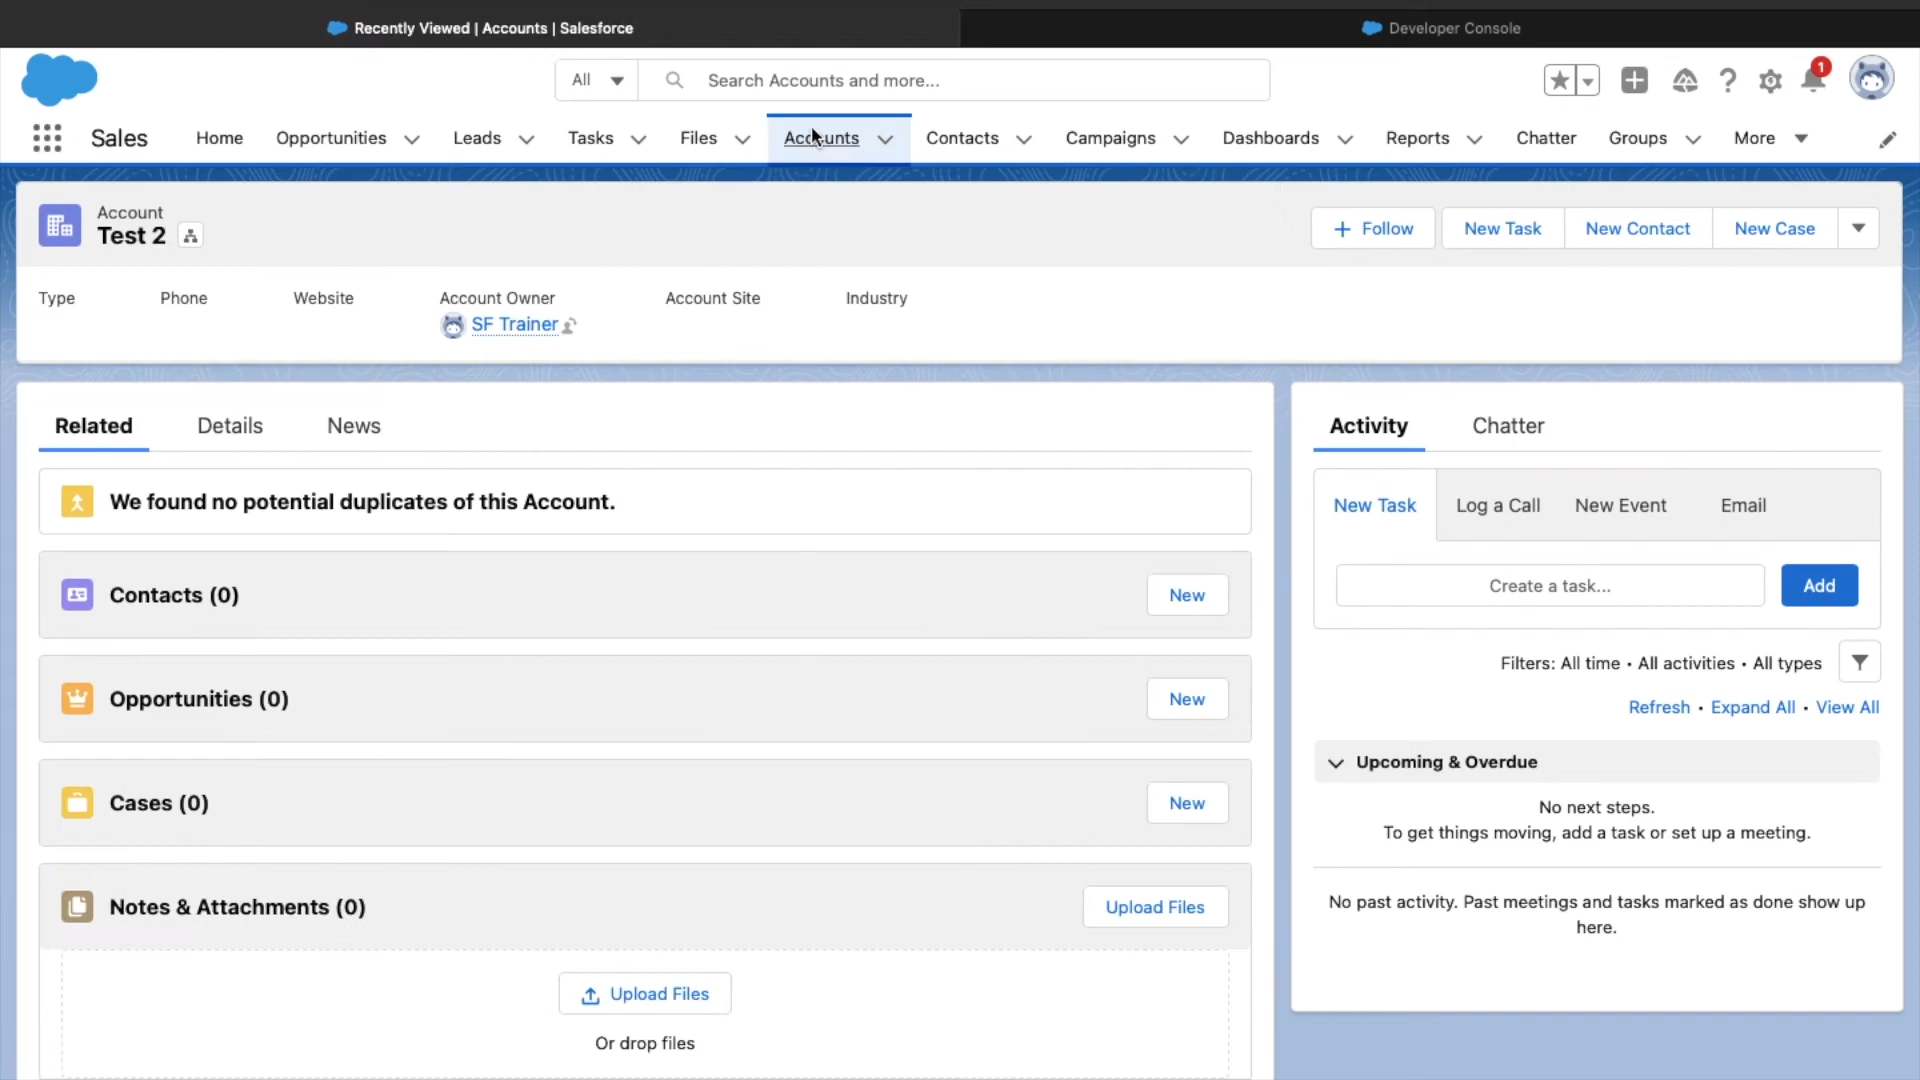 Recently Viewed | Accounts | Salesforce
Developer Console
All
Search Accounts and more...
1
Sales
Home
Opportunities
Leads
Tasks
Files
Accounts
Contacts
Campaigns
Dashboards
Reports
Chatter
Groups
More
Account
Test 2
Follow
New Task
New Contact
New Case
Type
Phone
Website
Account Owner
Account Site
Industry
SF Trainer
Related
Details
News
We found no potential duplicates of this Account.
Contacts (0)
New
Opportunities (0)
New
Cases (0)
New
Notes & Attachments (0)
Upload Files
Upload Files
Or drop files
Activity
Chatter
New Task
Log a Call
New Event
Email
Create a task...
Add
Filters: All time • All activities • All types
Refresh • Expand All • View All
Upcoming & Overdue
No next steps.
To get things moving, add a task or set up a meeting.
No past activity. Past meetings and tasks marked as done show up
here.